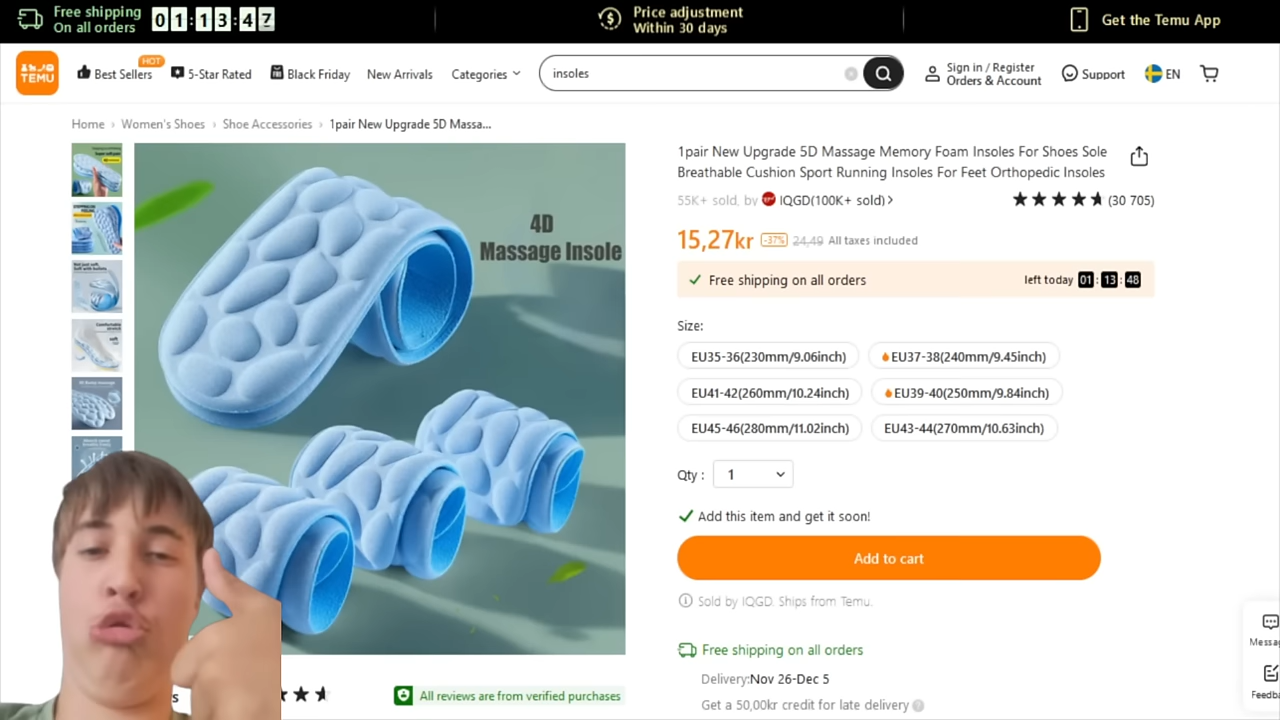 Free shipping
On all orders
01:13:47
Price adjustment
Within 30 days
Get the Temu App
TEMU
Best Sellers
HOT
5-Star Rated
Black Friday
New Arrivals
Categories
insoles
Sign in / Register
Orders & Account
Support
EN
Home › Women's Shoes › Shoe Accessories › 1pair New Upgrade 5D Massa...
1pair New Upgrade 5D Massage Memory Foam Insoles For Shoes Sole
Breathable Cushion Sport Running Insoles For Feet Orthopedic Insoles
55K+ sold, by IQGD(100K+ sold)
(30 705)
15,27kr -37% 24,49 All taxes included
Free shipping on all orders
left today 01:13:48
4D
Massage Insole
Size:
EU35-36(230mm/9.06inch)
EU37-38(240mm/9.45inch)
EU41-42(260mm/10.24inch)
EU39-40(250mm/9.84inch)
EU45-46(280mm/11.02inch)
EU43-44(270mm/10.63inch)
Qty : 1
Add this item and get it soon!
Add to cart
Sold by IQGD. Ships from Temu.
Free shipping on all orders
Delivery:Nov 26-Dec 5
Get a 50,00kr credit for late delivery
All reviews are from verified purchases